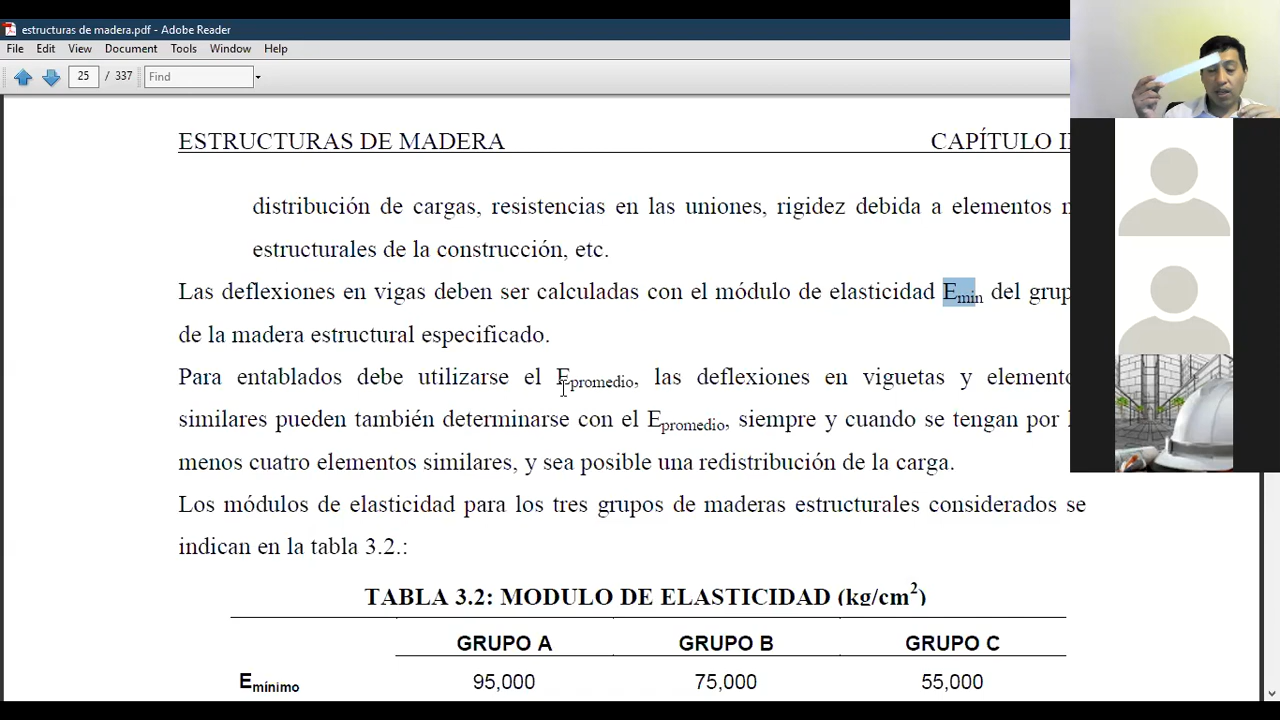 estructuras de madera.pdf - Adobe Reader
File Edit View Document Tools Window Help
25 / 337 Find
ESTRUCTURAS DE MADERA CAPÍTULO
distribución de cargas, resistencias en las uniones, rigidez debida a elementos
estructurales de la construcción, etc.
Las deflexiones en vigas deben ser calculadas con el módulo de elasticidad Emin del
de la madera estructural especificado.
Para entablados debe utilizarse el Epromedio, las deflexiones en viguetas y
similares pueden también determinarse con el Epromedio, siempre y cuando se tengan por
menos cuatro elementos similares, y sea posible una redistribución de la carga.
Los módulos de elasticidad para los tres grupos de maderas estructurales considerados se
indican en la tabla 3.2.:
TABLA 3.2: MODULO DE ELASTICIDAD (kg/cm2)
GRUPO A GRUPO B GRUPO C
Emínimo 95,000 75,000 55,000